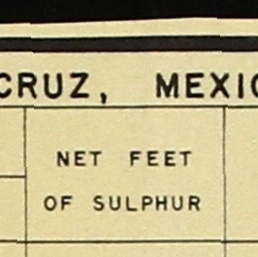 CRUZ, MEXIC
NET FEET
OF SULPHUR